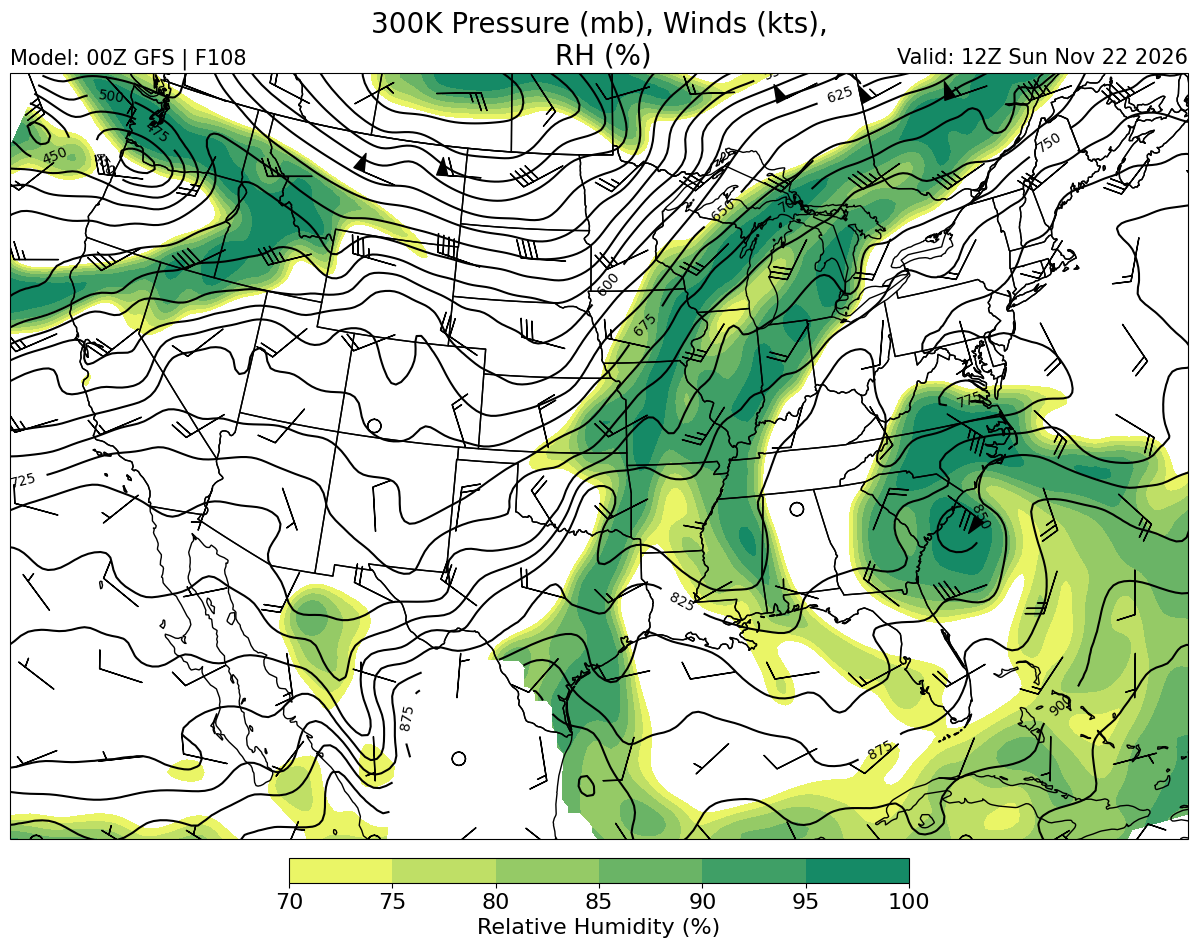 300K Pressure (mb), Winds (kts),
RH (%)
Model: 00Z GFS | F108
Valid: 12Z Sun Nov 22 2026
500
475
450
625
750
650
600
675
775
725
850
825
900
875
875
70 75 80 85 90 95 100
Relative Humidity (%)